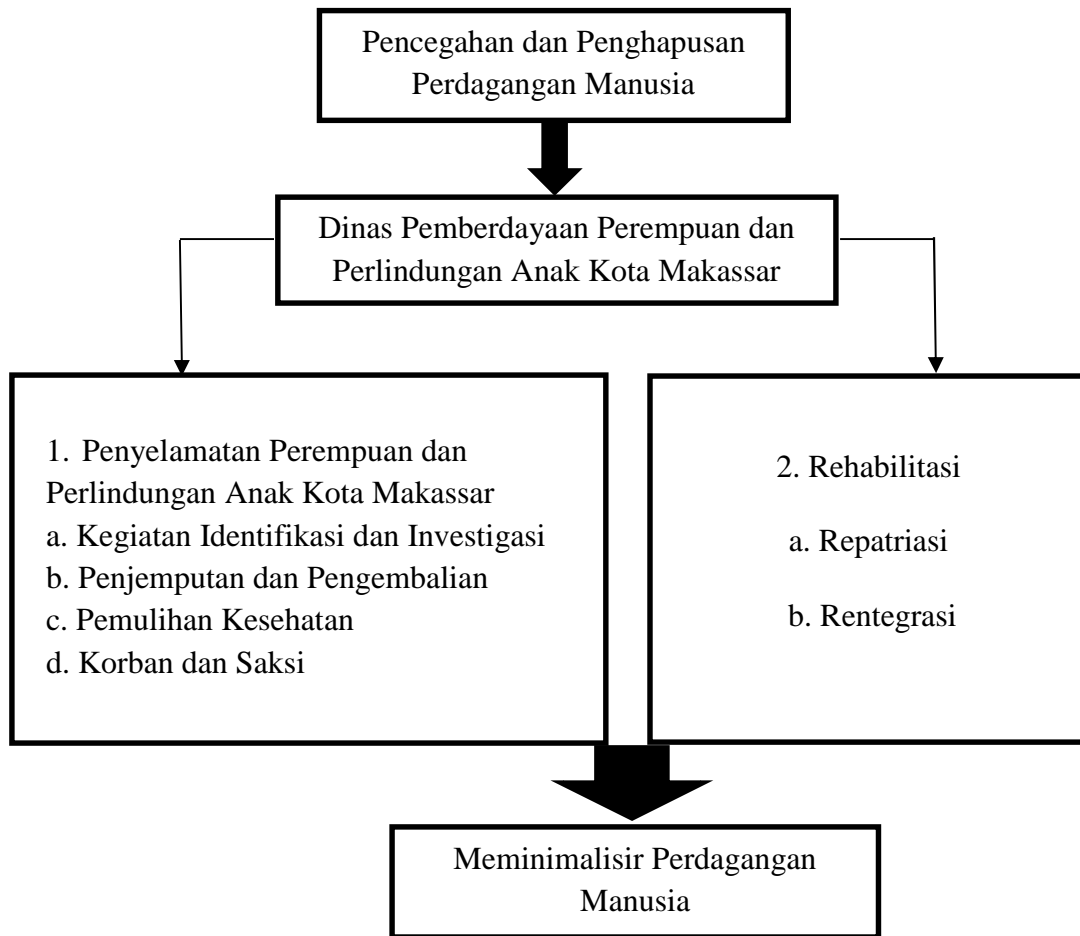 Pencegahan dan Penghapusan
Perdagangan Manusia
Dinas Pemberdayaan Perempuan dan
Perlindungan Anak Kota Makassar
1. Penyelamatan Perempuan dan
Perlindungan Anak Kota Makassar
a. Kegiatan Identifikasi dan Investigasi
b. Penjemputan dan Pengembalian
c. Pemulihan Kesehatan
d. Korban dan Saksi
2. Rehabilitasi
a. Repatriasi
b. Rentegrasi
Meminimalisir Perdagangan
Manusia